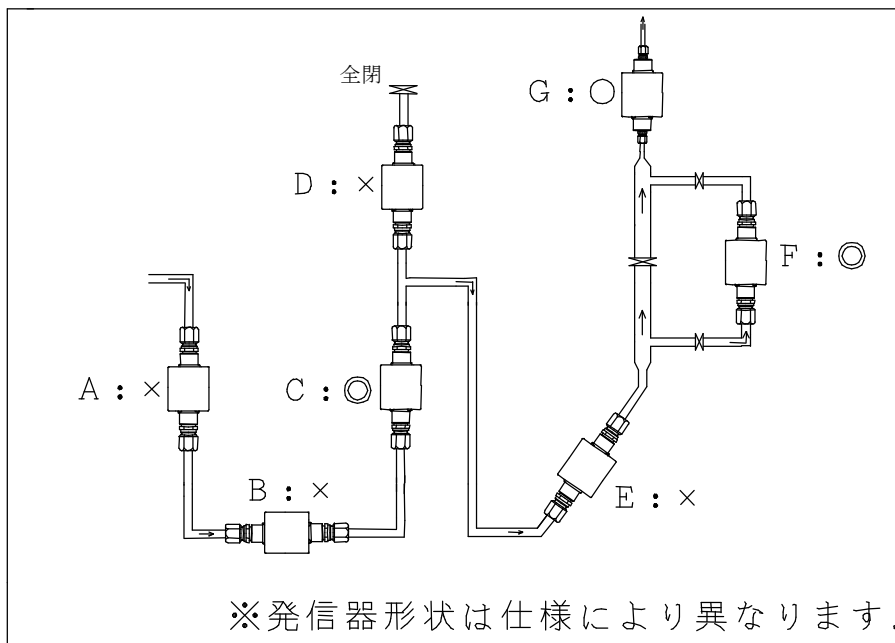 全閉
G：○
D：×
F：◎
A：×
C：◎
B：×
E：×
※発信器形状は仕様により異なります。